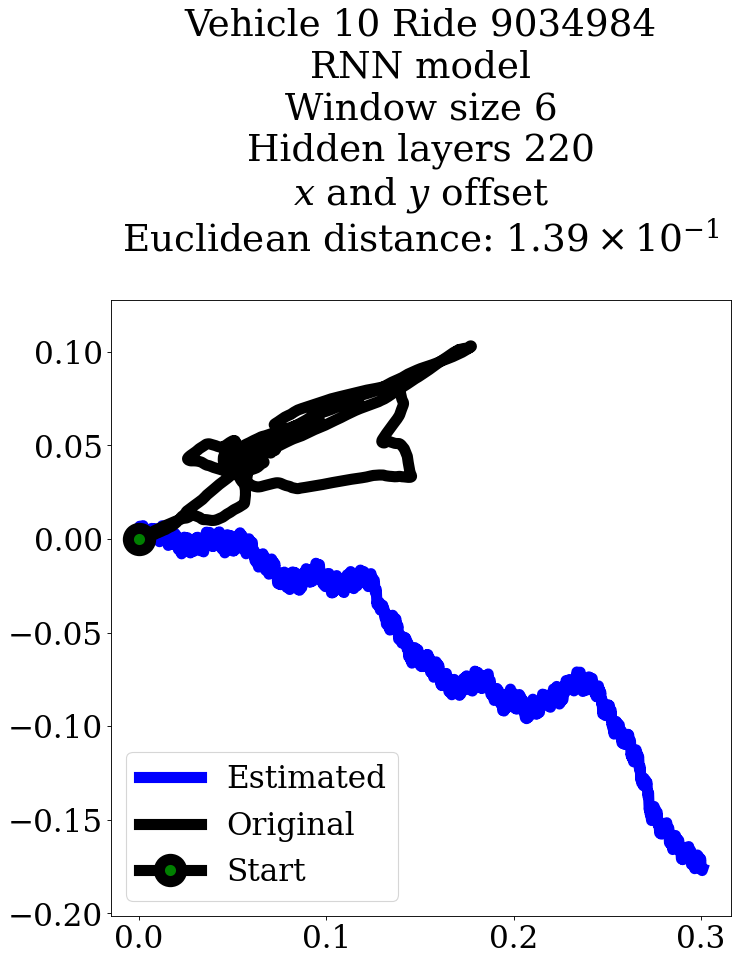 Vehicle 10 Ride 9034984
RNN model
Window size 6
Hidden layers 220
x and y offset
Euclidean distance: 1.39 × 10⁻¹
0.10
0.05
0.00
−0.05
−0.10
−0.15
−0.20
Estimated
Original
Start
0.0 0.1 0.2 0.3